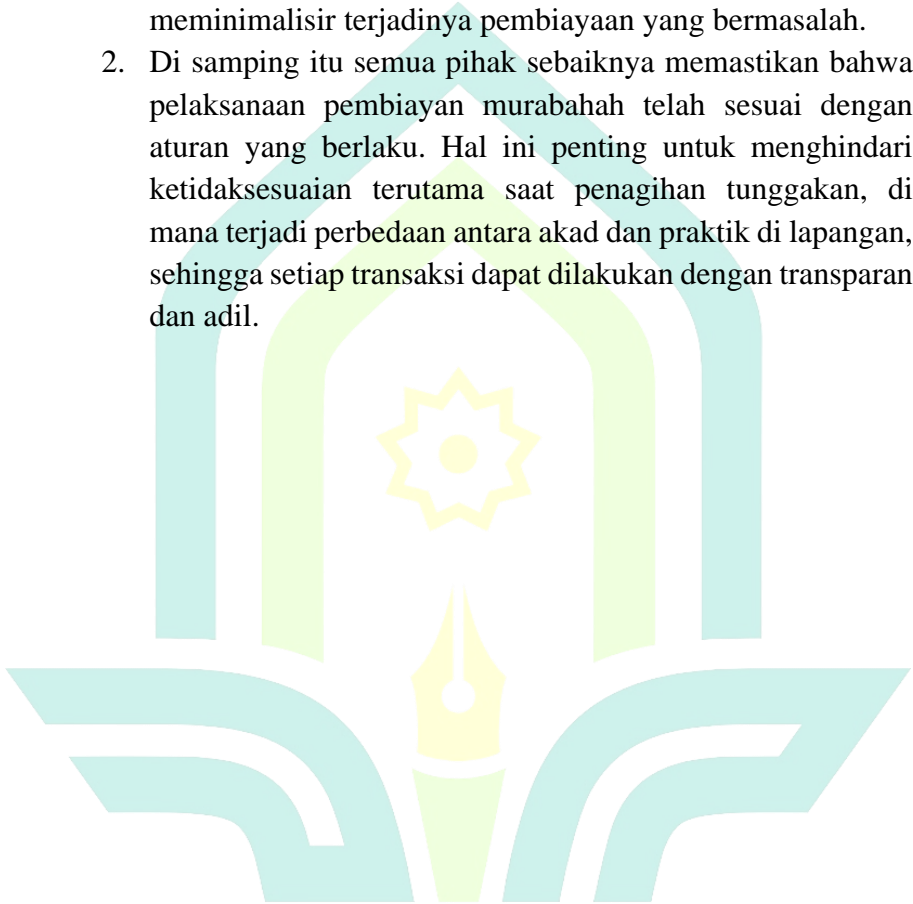 meminimalisir terjadinya pembiayaan yang bermasalah.
2. Di samping itu semua pihak sebaiknya memastikan bahwa
pelaksanaan pembiayan murabahah telah sesuai dengan
aturan yang berlaku. Hal ini penting untuk menghindari
ketidaksesuaian terutama saat penagihan tunggakan, di
mana terjadi perbedaan antara akad dan praktik di lapangan,
sehingga setiap transaksi dapat dilakukan dengan transparan
dan adil.